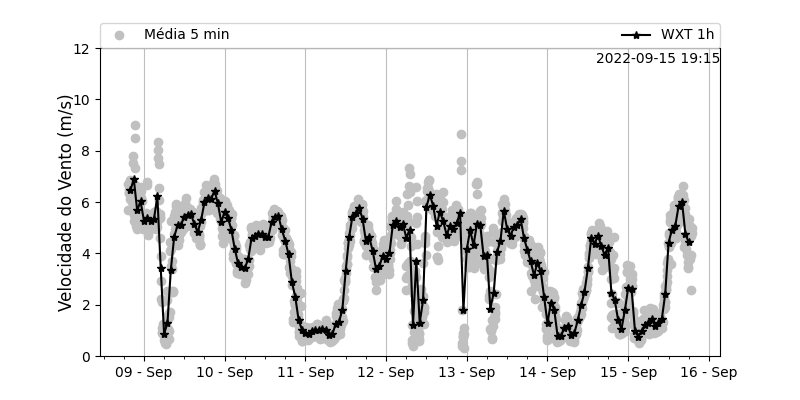 Média 5 min
WXT 1h
2022-09-15 19:15
Velocidade do Vento (m/s)
12
10
8
6
4
2
0
09 - Sep
10 - Sep
11 - Sep
12 - Sep
13 - Sep
14 - Sep
15 - Sep
16 - Sep